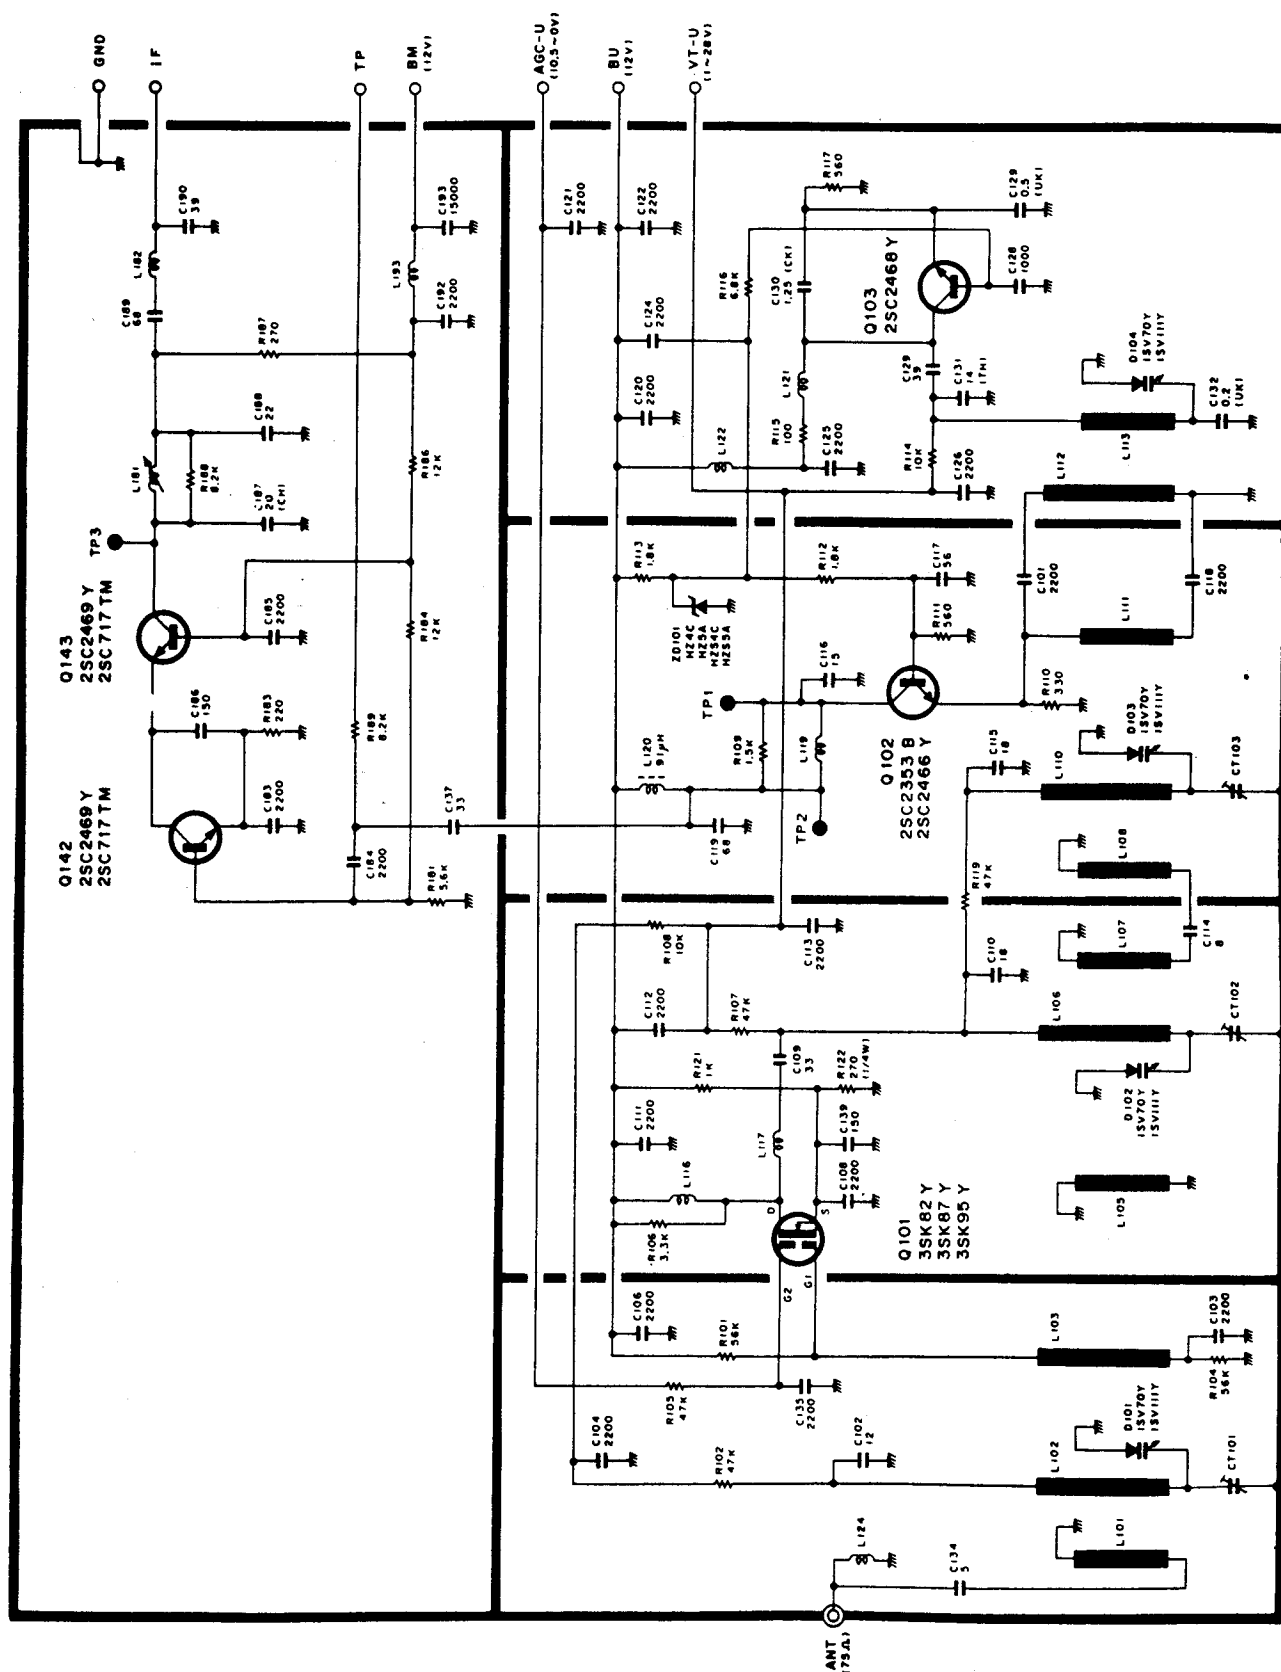 GND
IF
TP
BM
(12V)
AGC-U
(10.5~0V)
BU
(12V)
VT-U
(1~28V)
C190
39
L182
C189
68
R187
270
C193
15000
L193
C192
2200
C188
22
L181
R188
8.2K
C187
20
(CH)
R186
12K
TP3
Q143
2SC2469Y
2SC717TM
C185
2200
R184
12K
C186
150
R183
220
R189
8.2K
Q142
2SC2469Y
2SC717TM
C183
2200
C184
2200
C137
33
R181
5.6K
C121
2200
C122
2200
R117
560
C129
0.5
(UK)
R116
6.8K
C130
1.25 (CK)
C128
1000
Q103
2SC2468Y
C124
2200
C120
2200
L121
C129
39
C131
14
(TH)
D104
1SV70Y
1SV111Y
C132
0.2
(UK)
R115
100
L122
C125
2200
R114
10K
C126
2200
L113
L112
R113
1.8K
R112
1.8K
C117
56
C101
2200
C118
2200
ZD101
HZ4C
HZ5A
HZS4C
HZS5A
R111
560
L111
C116
15
TP1
R110
330
D103
1SV70Y
1SV111Y
L120
91μH
R109
1.5K
L119
Q102
2SC2353B
2SC2466Y
C115
18
L110
CT103
TP2
C119
68
R119
47K
L108
R108
10K
C113
2200
C110
18
L107
C114
8
C112
2200
R107
47K
L106
CT102
R121
1K
C109
33
R122
270
(1/4W)
D102
1SV70Y
1SV111Y
C111
2200
L117
C139
150
L116
C108
2200
L105
D
S
R106
3.3K
Q101
3SK82Y
3SK87Y
3SK95Y
G2
G1
C106
2200
R101
56K
L103
C103
2200
R104
56K
R105
47K
C135
2200
C104
2200
C102
12
D101
1SV70Y
1SV111Y
R102
47K
L102
CT101
L124
L101
C134
5
ANT
(75Ω)